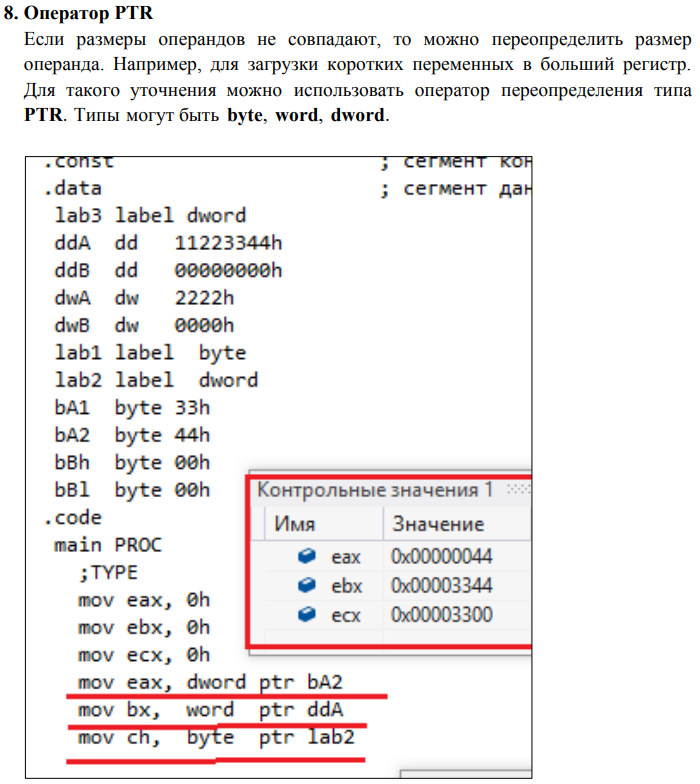 8. Оператор PTR
Если размеры операндов не совпадают, то можно переопределить размер
операнда. Например, для загрузки коротких переменных в больший регистр.
Для такого уточнения можно использовать оператор переопределения типа
PTR. Типы могут быть byte, word, dword.
.const ; сегмент кон
.data ; сегмент дан
lab3 label dword
ddA dd 11223344h
ddB dd 00000000h
dwA dw 2222h
dwB dw 0000h
lab1 label byte
lab2 label dword
bA1 byte 33h
bA2 byte 44h
bBh byte 00h
bBl byte 00h
.code
main PROC
;TYPE
mov eax, 0h
mov ebx, 0h
mov ecx, 0h
mov eax, dword ptr bA2
mov bx, word ptr ddA
mov ch, byte ptr lab2
Контрольные значения 1
Имя Значение
eax 0x00000044
ebx 0x00003344
ecx 0x00003300